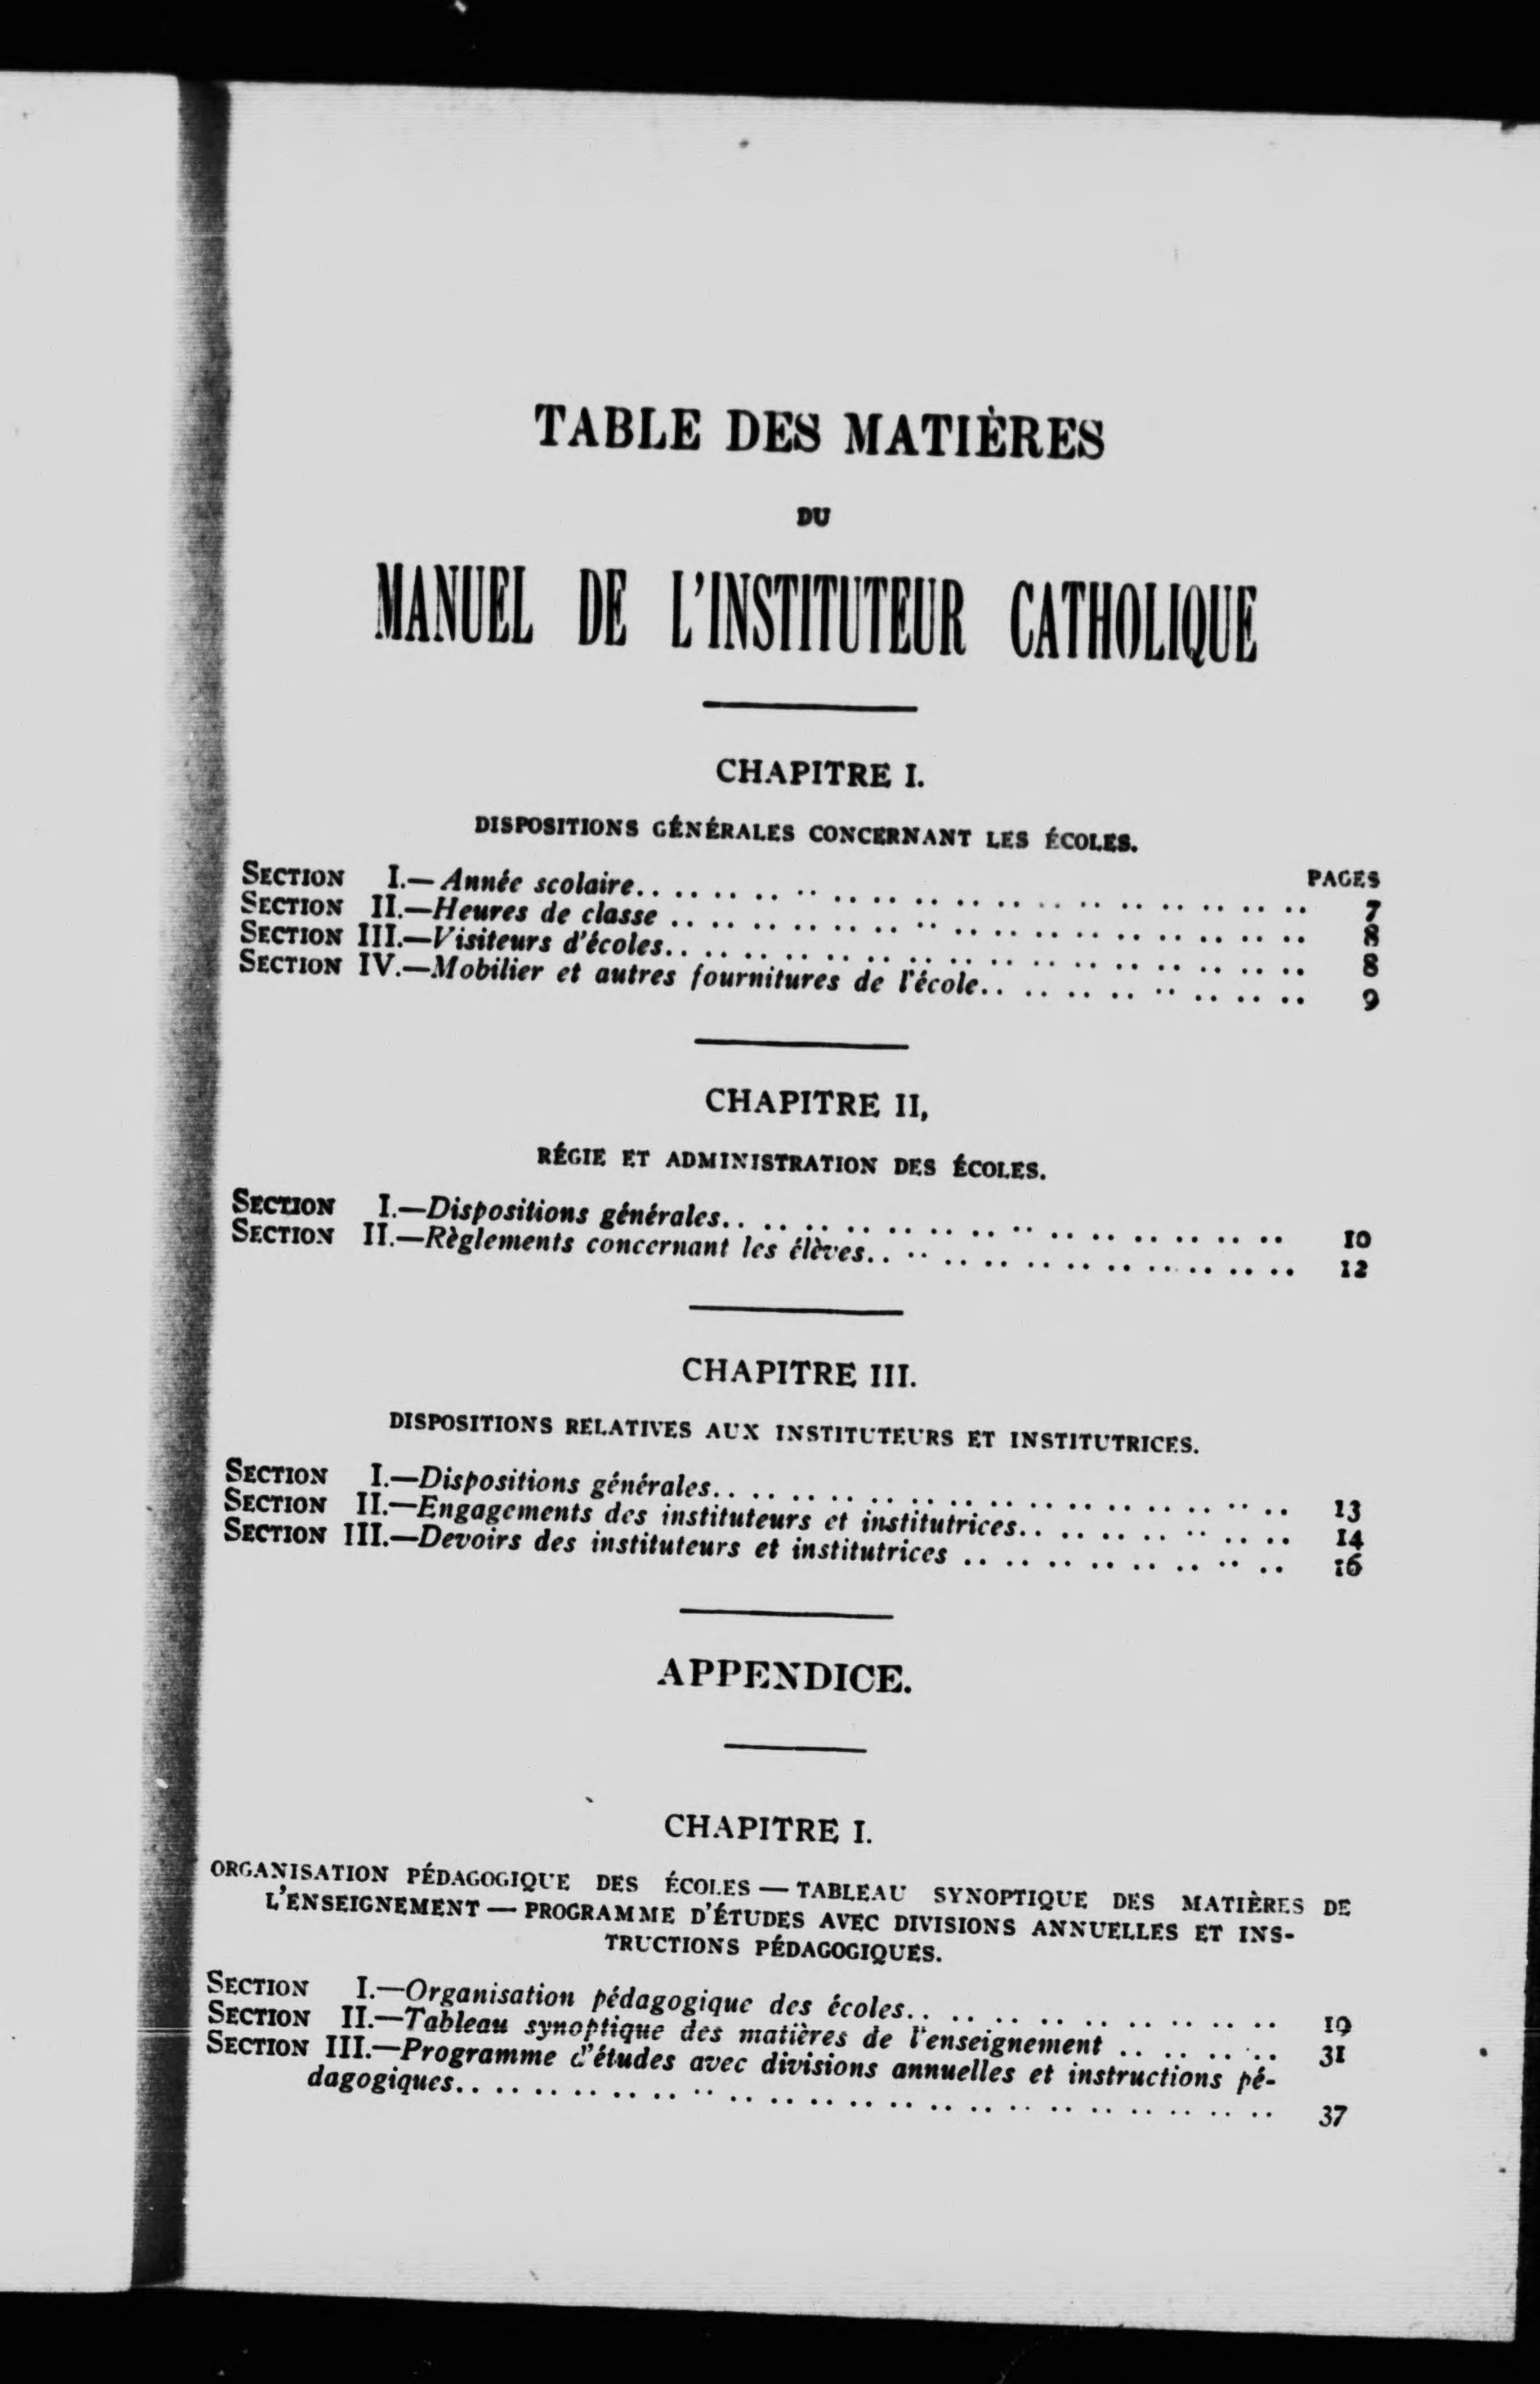 TABLE DES MATIÈRES
DU
MANUEL DE L'INSTITUTEUR CATHOLIQUE
CHAPITRE I.
DISPOSITIONS GÉNÉRALES CONCERNANT LES ÉCOLES.
PAGES
SECTION I.—Année scolaire.. .. .. .. .. .. .. .. .. .. .. .. .. .. .. .. .. 7
SECTION II.—Heures de classe .. .. .. .. .. .. .. .. .. .. .. .. .. .. .. .. 8
SECTION III.—Visiteurs d'écoles.. .. .. .. .. .. .. .. .. .. .. .. .. .. .. .. 8
SECTION IV.—Mobilier et autres fournitures de l'école.. .. .. .. .. .. .. .. 9
CHAPITRE II,
RÉGIE ET ADMINISTRATION DES ÉCOLES.
SECTION I.—Dispositions générales.. .. .. .. .. .. .. .. .. .. .. .. .. .. 10
SECTION II.—Règlements concernant les élèves.. .. .. .. .. .. .. .. .. .. .. 12
CHAPITRE III.
DISPOSITIONS RELATIVES AUX INSTITUTEURS ET INSTITUTRICES.
SECTION I.—Dispositions générales.. .. .. .. .. .. .. .. .. .. .. .. .. .. .. 13
SECTION II.—Engagements des instituteurs et institutrices.. .. .. .. .. .. .. 14
SECTION III.—Devoirs des instituteurs et institutrices .. .. .. .. .. .. .. .. 16
APPENDICE.
CHAPITRE I.
ORGANISATION PÉDAGOGIQUE DES ÉCOLES — TABLEAU SYNOPTIQUE DES MATIÈRES DE
L'ENSEIGNEMENT — PROGRAMME D'ÉTUDES AVEC DIVISIONS ANNUELLES ET INS-
TRUCTIONS PÉDAGOGIQUES.
SECTION I.—Organisation pédagogique des écoles.. .. .. .. .. .. .. .. .. .. 19
SECTION II.—Tableau synoptique des matières de l'enseignement .. .. .. .. 31
SECTION III.—Programme d'études avec divisions annuelles et instructions pé-
dagogiques.. .. .. .. .. .. .. .. .. .. .. .. .. .. .. .. .. .. .. .. .. 37